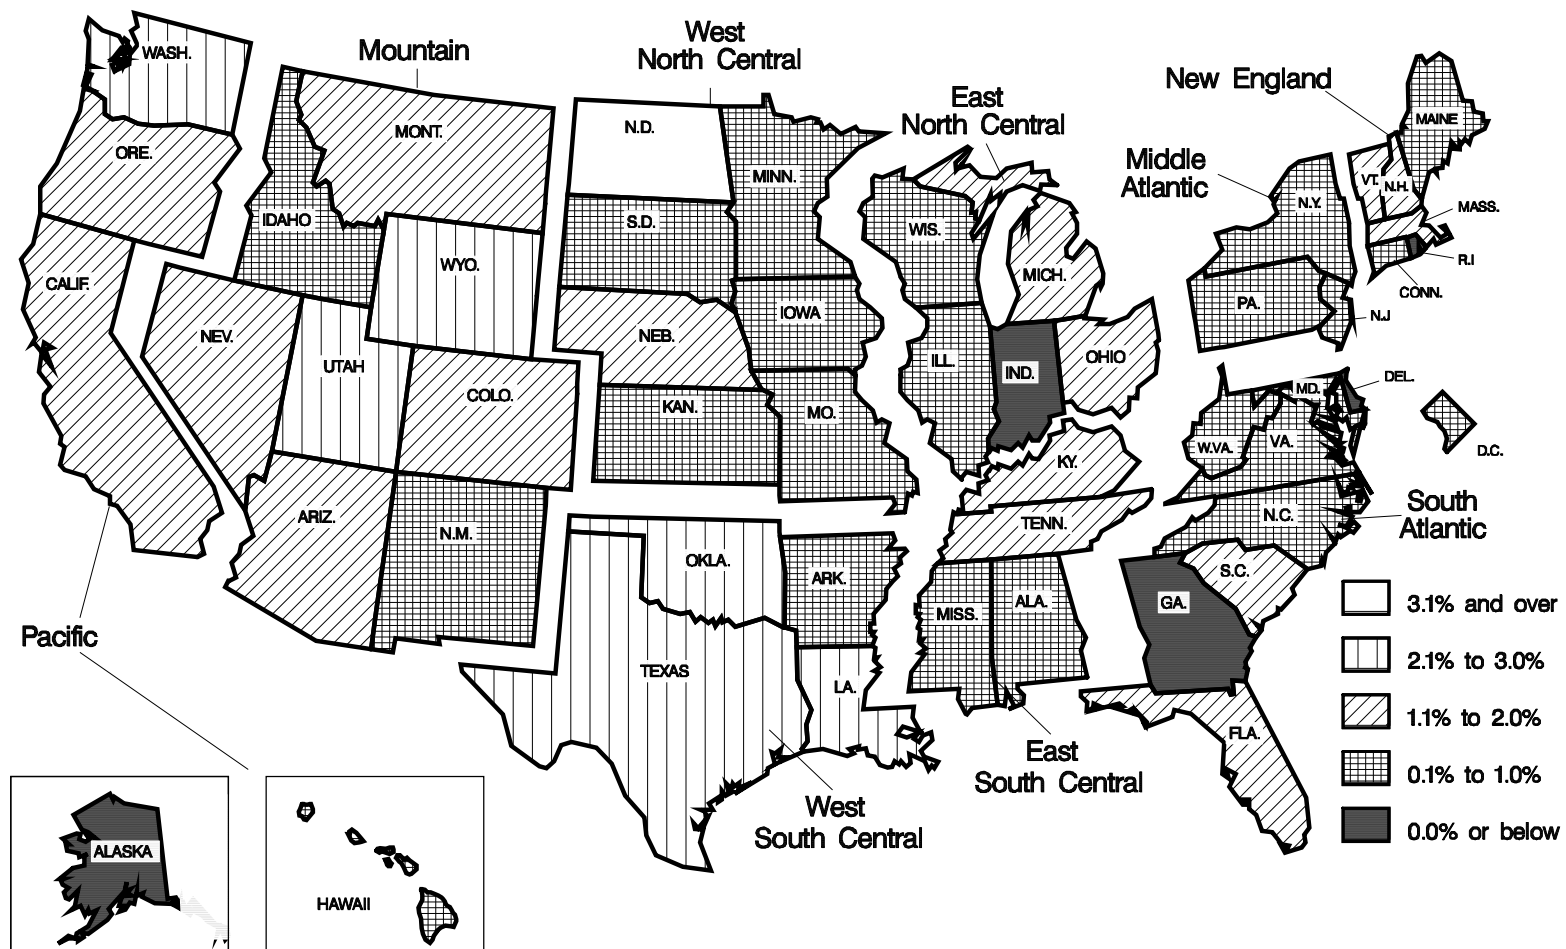 West
North Central
Mountain
East
North Central
New England
Middle
Atlantic
WASH.
ORE.
MONT.
N.D.
MINN.
MAINE
VT.
N.H.
N.Y.
MASS.
IDAHO
S.D.
WIS.
R.I
CALIF.
WYO.
MICH.
CONN.
PA.
N.J
NEV.
UTAH
NEB.
IOWA
OHIO
ILL.
IND.
COLO.
KAN.
MO.
MD.
DEL.
W.VA.
VA.
D.C.
KY.
ARIZ.
N.M.
TENN.
N.C.
South
Atlantic
OKLA.
ARK.
S.C.
MISS.
ALA.
GA.
Pacific
TEXAS
LA.
FLA.
East
South Central
West
South Central
ALASKA
HAWAII
3.1% and over
2.1% to 3.0%
1.1% to 2.0%
0.1% to 1.0%
0.0% or below